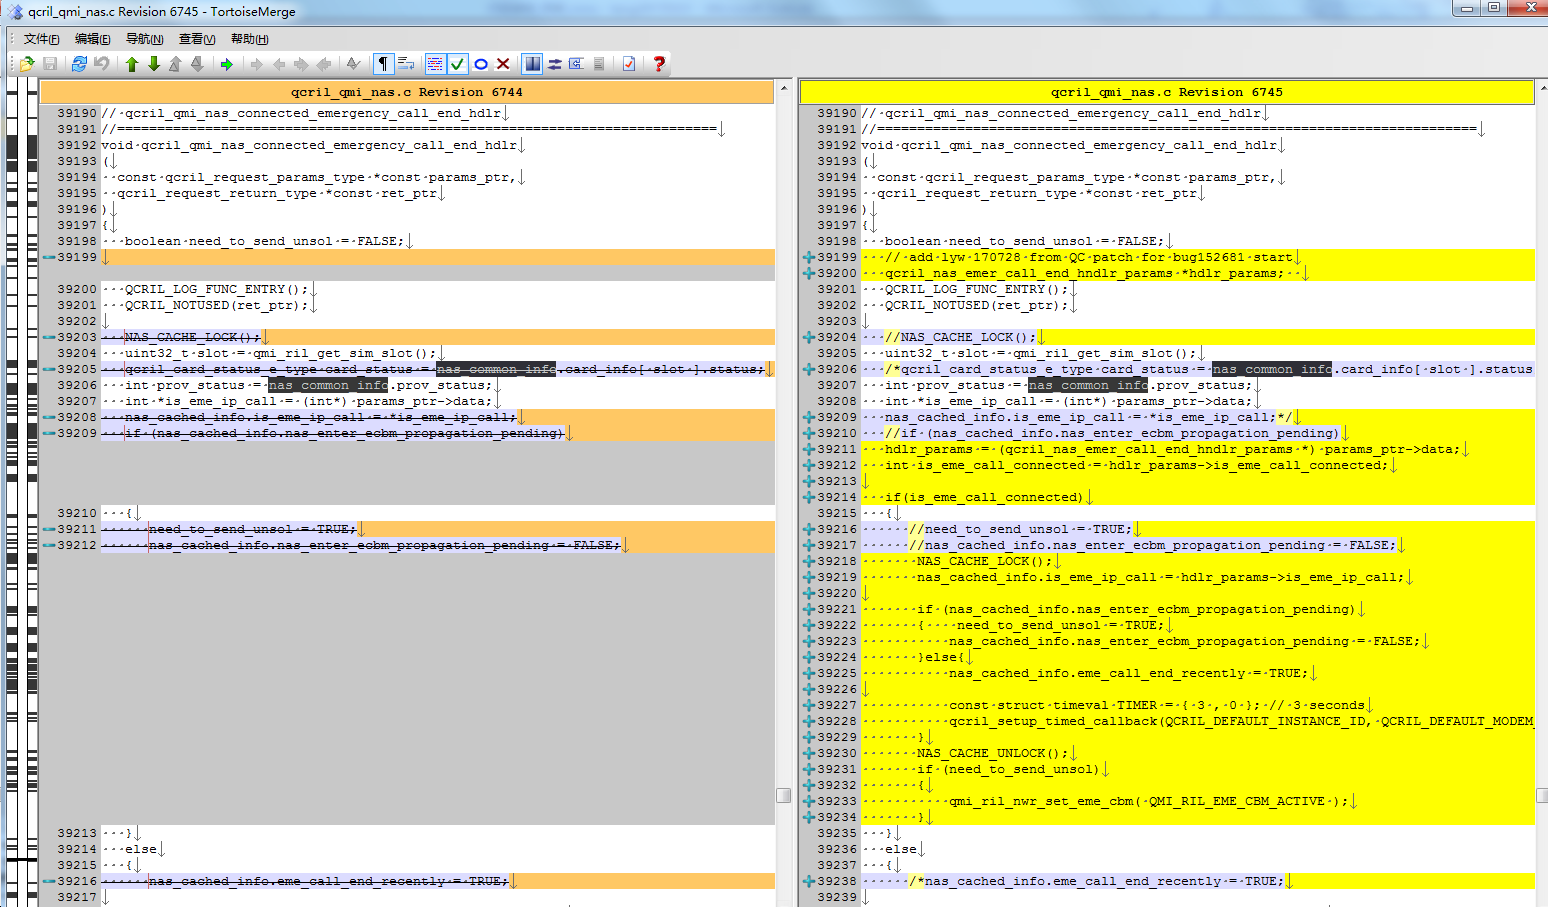 qcril_qmi_nas.c Revision 6745 - TortoiseMerge
文件(F) 编辑(E) 导航(N) 查看(V) 帮助(H)
qcril_qmi_nas.c Revision 6744
39190 // qcril_qmi_nas_connected_emergency_call_end_hdlr
39191 //===========================================================================
39192 void qcril_qmi_nas_connected_emergency_call_end_hdlr
39193 (
39194 const qcril_request_params_type *const params_ptr,
39195 qcril_request_return_type *const ret_ptr
39196 )
39197 {
39198 boolean need_to_send_unsol = FALSE;
39199
39200 QCRIL_LOG_FUNC_ENTRY();
39201 QCRIL_NOTUSED(ret_ptr);
39202
39203 NAS_CACHE_LOCK();
39204 uint32_t slot = qmi_ril_get_sim_slot();
39205 qcril_card_status_e_type card_status = nas_common_info.card_info[ slot ].status;
39206 int prov_status = nas_common_info.prov_status;
39207 int *is_eme_ip_call = (int*) params_ptr->data;
39208 nas_cached_info.is_eme_ip_call = *is_eme_ip_call;
39209 if (nas_cached_info.nas_enter_ecbm_propagation_pending)
39210 {
39211 need_to_send_unsol = TRUE;
39212 nas_cached_info.nas_enter_ecbm_propagation_pending = FALSE;
39213 }
39214 else
39215 {
39216 nas_cached_info.eme_call_end_recently = TRUE;
39217
qcril_qmi_nas.c Revision 6745
39190 // qcril_qmi_nas_connected_emergency_call_end_hdlr
39191 //===========================================================================
39192 void qcril_qmi_nas_connected_emergency_call_end_hdlr
39193 (
39194 const qcril_request_params_type *const params_ptr,
39195 qcril_request_return_type *const ret_ptr
39196 )
39197 {
39198 boolean need_to_send_unsol = FALSE;
39199 // add lyw 170728 from QC patch for bug152681 start
39200 qcril_nas_emer_call_end_hndlr_params *hdlr_params;
39201 QCRIL_LOG_FUNC_ENTRY();
39202 QCRIL_NOTUSED(ret_ptr);
39203
39204 //NAS_CACHE_LOCK();
39205 uint32_t slot = qmi_ril_get_sim_slot();
39206 /*qcril_card_status_e_type card_status = nas_common_info.card_info[ slot ].status
39207 int prov_status = nas_common_info.prov_status;
39208 int *is_eme_ip_call = (int*) params_ptr->data;
39209 nas_cached_info.is_eme_ip_call = *is_eme_ip_call;*/
39210 //if (nas_cached_info.nas_enter_ecbm_propagation_pending)
39211 hdlr_params = (qcril_nas_emer_call_end_hndlr_params *) params_ptr->data;
39212 int is_eme_call_connected = hdlr_params->is_eme_call_connected;
39213
39214 if(is_eme_call_connected)
39215 {
39216 //need_to_send_unsol = TRUE;
39217 //nas_cached_info.nas_enter_ecbm_propagation_pending = FALSE;
39218 NAS_CACHE_LOCK();
39219 nas_cached_info.is_eme_ip_call = hdlr_params->is_eme_ip_call;
39220
39221 if (nas_cached_info.nas_enter_ecbm_propagation_pending)
39222 { need_to_send_unsol = TRUE;
39223 nas_cached_info.nas_enter_ecbm_propagation_pending = FALSE;
39224 }else{
39225 nas_cached_info.eme_call_end_recently = TRUE;
39226
39227 const struct timeval TIMER = { 3 , 0 }; // 3 seconds
39228 qcril_setup_timed_callback(QCRIL_DEFAULT_INSTANCE_ID, QCRIL_DEFAULT_MODEM_
39229 }
39230 NAS_CACHE_UNLOCK();
39231 if (need_to_send_unsol)
39232 {
39233 qmi_ril_nwr_set_eme_cbm( QMI_RIL_EME_CBM_ACTIVE );
39234 }
39235 }
39236 else
39237 {
39238 /*nas_cached_info.eme_call_end_recently = TRUE;
39239